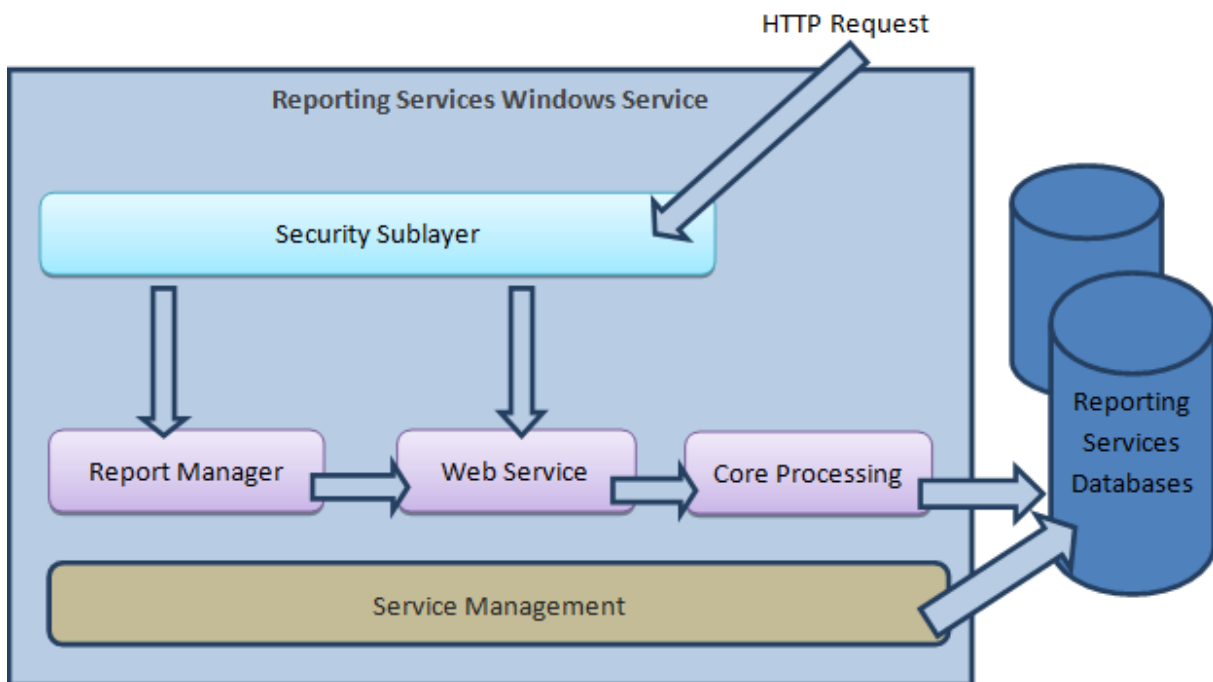 HTTP Request
Reporting Services Windows Service
Security Sublayer
Report Manager
Web Service
Core Processing
Reporting
Services
Databases
Service Management